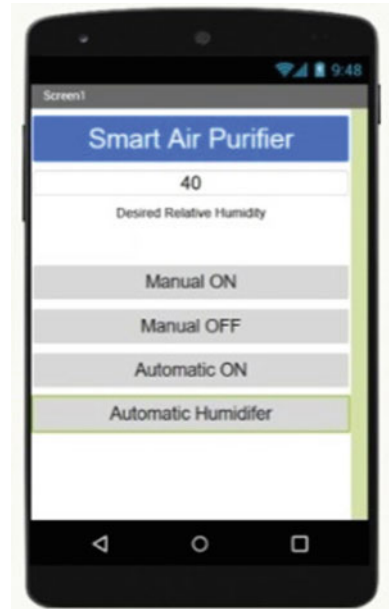 9:48
Screen1
Smart Air Purifier
40
Desired Relative Humidity
Manual ON
Manual OFF
Automatic ON
Automatic Humidifer